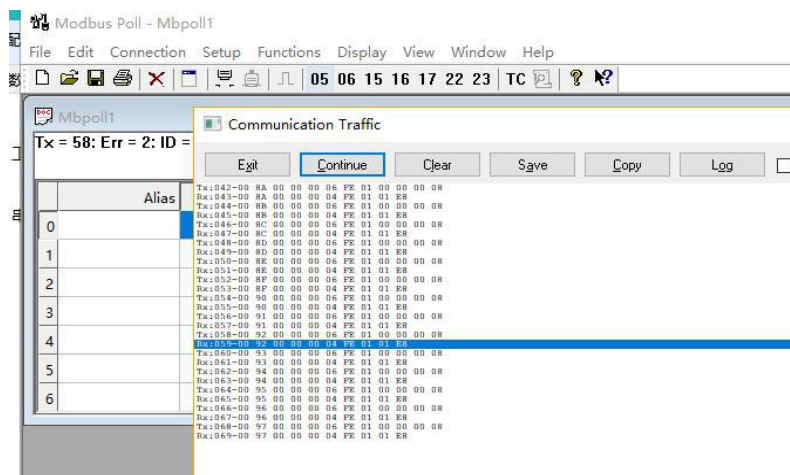 Modbus Poll - Mbpoll1
File Edit Connection Setup Functions Display View Window Help
05 06 15 16 17 22 23 TC
Mbpoll1
Tx = 58: Err = 2: ID =
Communication Traffic
Exit Continue Clear Save Copy Log
Alias
0
1
2
3
4
5
6
Tx:042-00 8A 00 00 00 06 FE 01 00 00 00 08
Rx:043-00 8A 00 00 00 04 FE 01 01 E8
Tx:044-00 8B 00 00 00 06 FE 01 00 00 00 08
Rx:045-00 8B 00 00 00 04 FE 01 01 E8
Tx:046-00 8C 00 00 00 06 FE 01 00 00 00 08
Rx:047-00 8C 00 00 00 04 FE 01 01 E8
Tx:048-00 8D 00 00 00 06 FE 01 00 00 00 08
Rx:049-00 8D 00 00 00 04 FE 01 01 E8
Tx:050-00 8E 00 00 00 06 FE 01 00 00 00 08
Rx:051-00 8E 00 00 00 04 FE 01 01 E8
Tx:052-00 8F 00 00 00 06 FE 01 00 00 00 08
Rx:053-00 8F 00 00 00 04 FE 01 01 E8
Tx:054-00 90 00 00 00 06 FE 01 00 00 00 08
Rx:055-00 90 00 00 00 04 FE 01 01 E8
Tx:056-00 91 00 00 00 06 FE 01 00 00 00 08
Rx:057-00 91 00 00 00 04 FE 01 01 E8
Tx:058-00 92 00 00 00 06 FE 01 00 00 00 08
Rx:059-00 92 00 00 00 04 FE 01 01 E8
Tx:060-00 93 00 00 00 06 FE 01 00 00 00 08
Rx:061-00 93 00 00 00 04 FE 01 01 E8
Tx:062-00 94 00 00 00 06 FE 01 00 00 00 08
Rx:063-00 94 00 00 00 04 FE 01 01 E8
Tx:064-00 95 00 00 00 06 FE 01 00 00 00 08
Rx:065-00 95 00 00 00 04 FE 01 01 E8
Tx:066-00 96 00 00 00 06 FE 01 00 00 00 08
Rx:067-00 96 00 00 00 04 FE 01 01 E8
Tx:068-00 97 00 00 00 06 FE 01 00 00 00 08
Rx:069-00 97 00 00 00 04 FE 01 01 E8